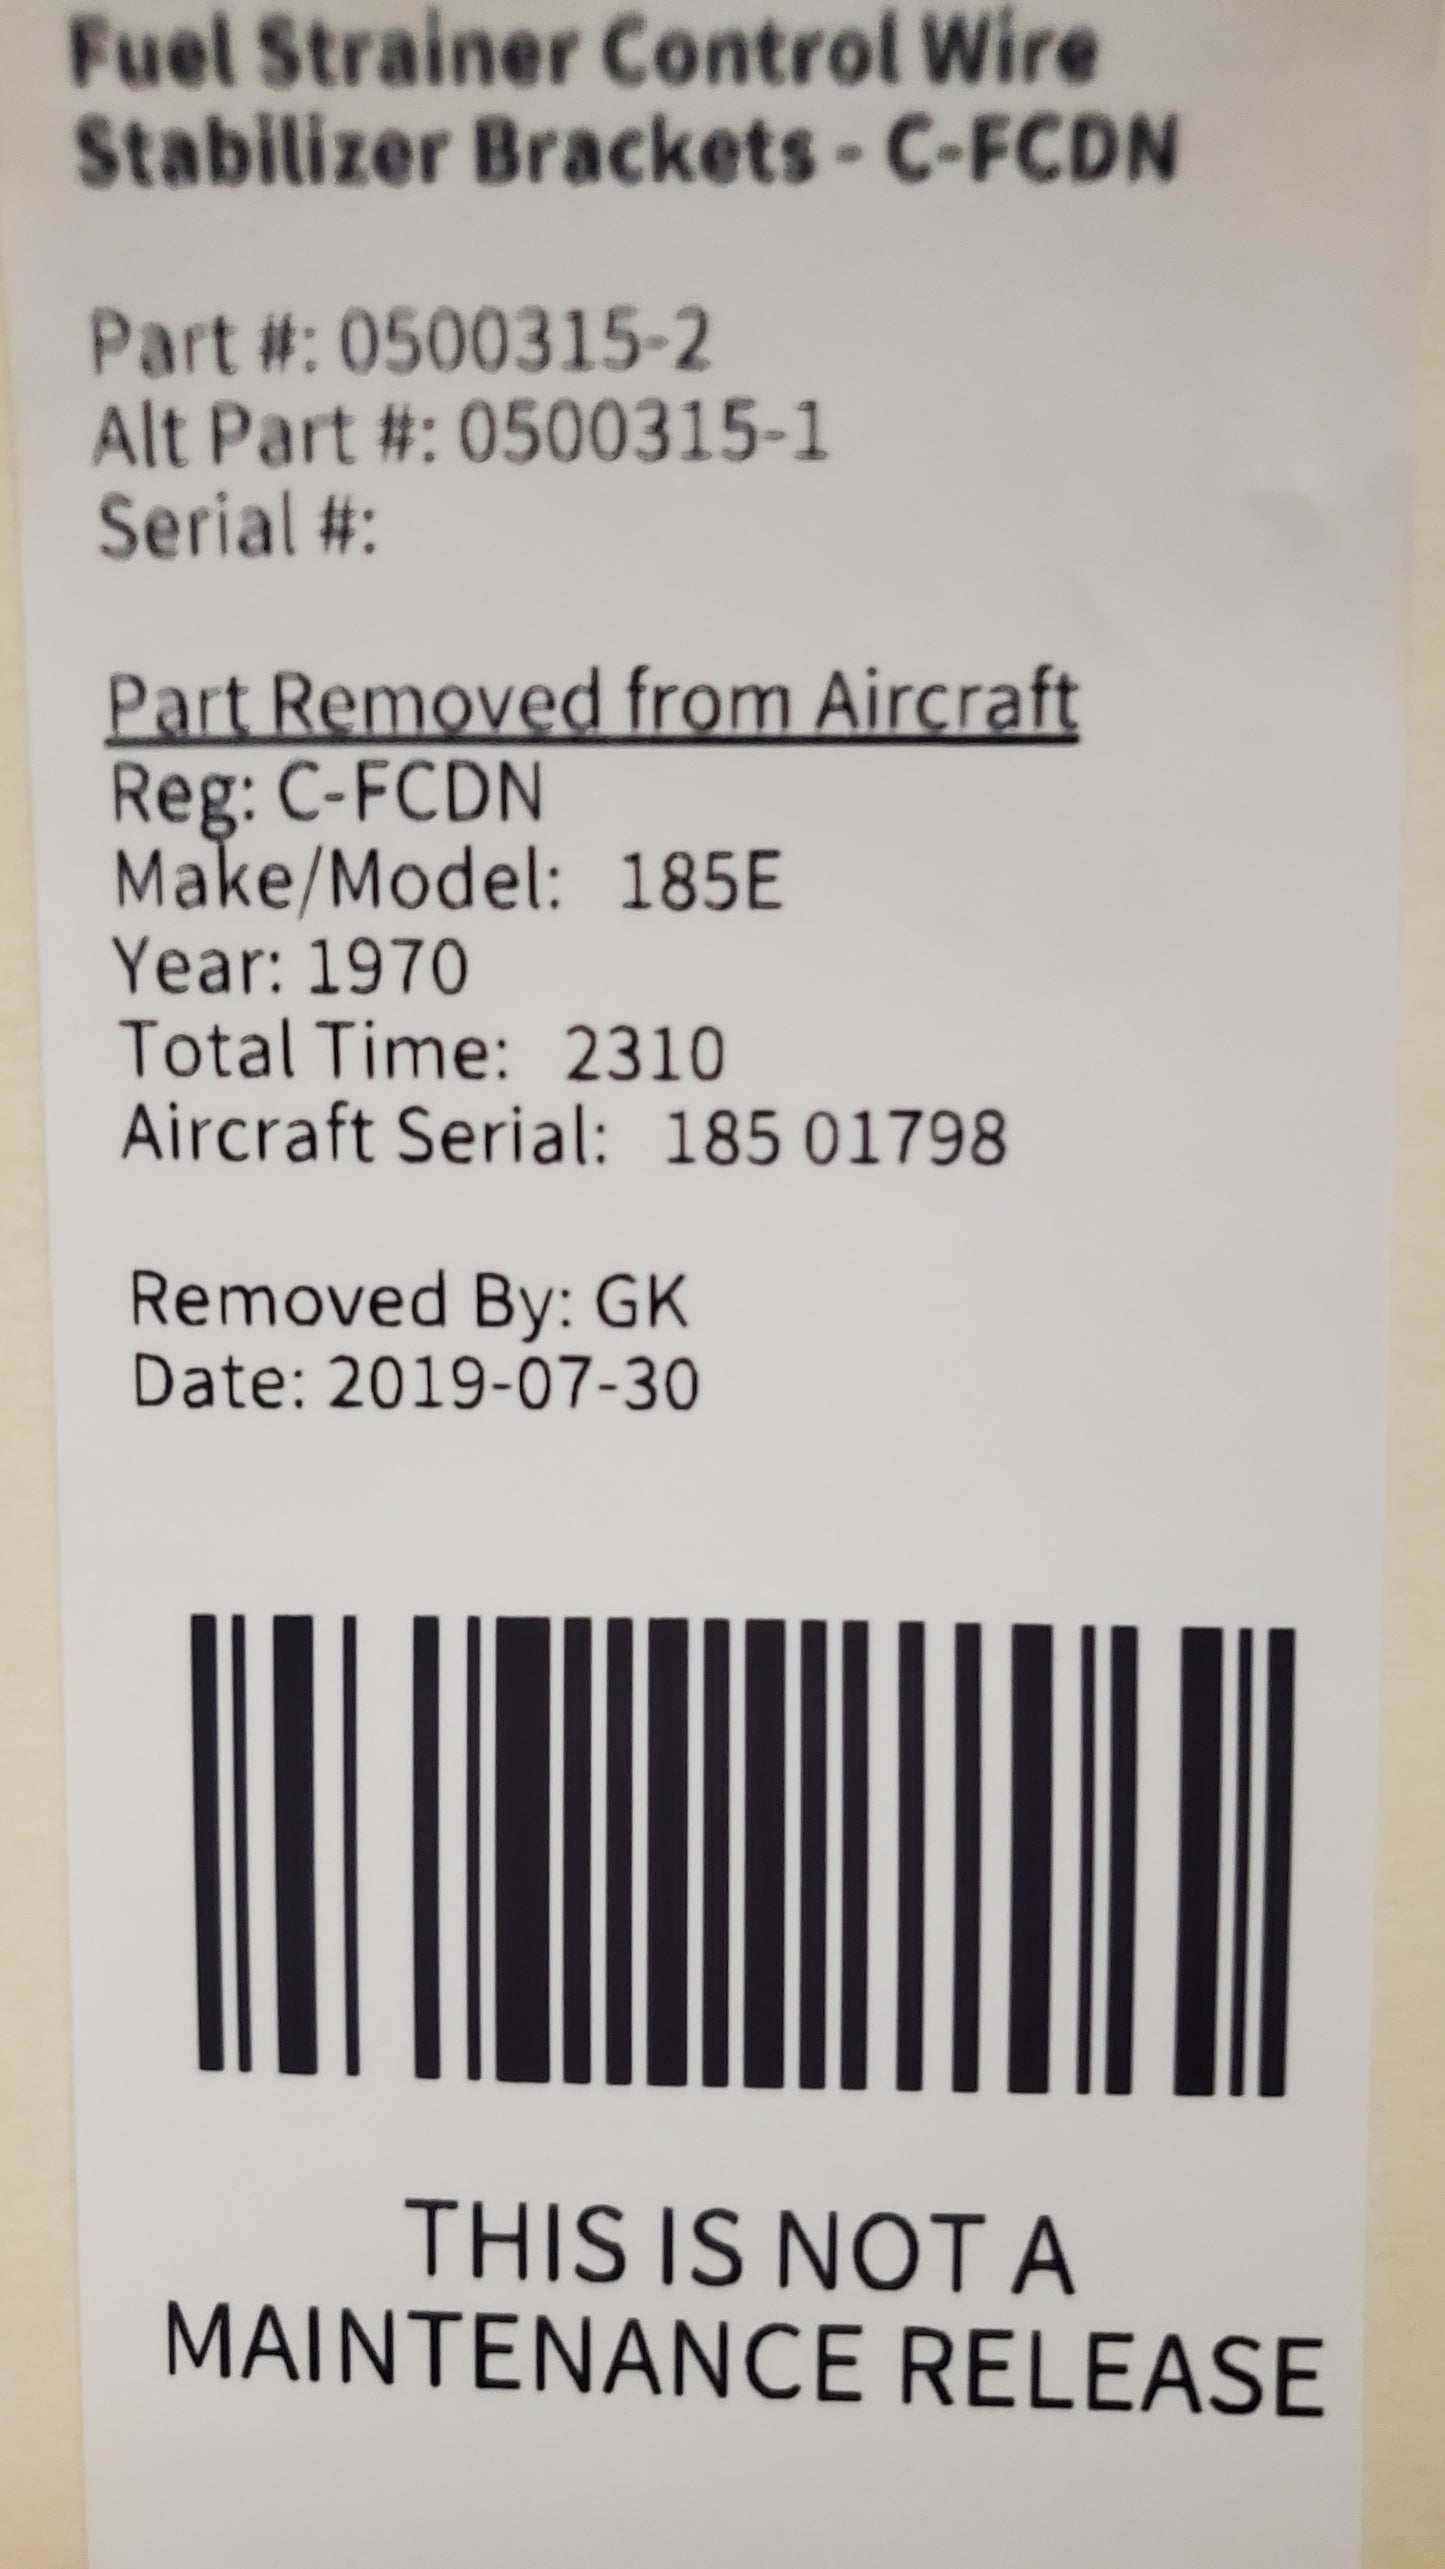 Fuel Strainer Control Wire
Stabilizer Brackets - C-FCDN
Part #: 0500315-2
Alt Part #: 0500315-1
Serial #:
Part Removed from Aircraft
Reg: C-FCDN
Make/Model: 185E
Year: 1970
Total Time: 2310
Aircraft Serial: 185 01798
Removed By: GK
Date: 2019-07-30
THIS IS NOT A
MAINTENANCE RELEASE